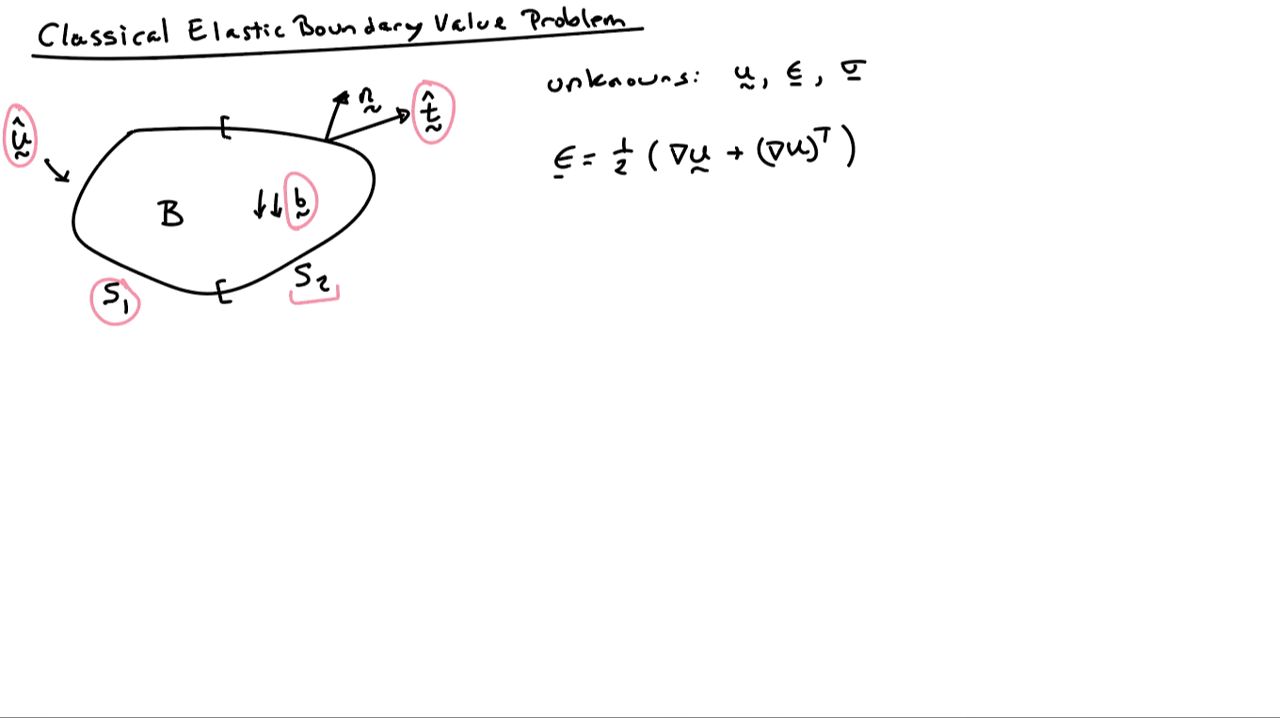 Classical Elastic Boundary Value Problem
unknowns: u, ϵ, σ
û
n
t̂
ϵ = 1/2 ( ∇u + (∇u)ᵀ )
B
b
S₁
S₂